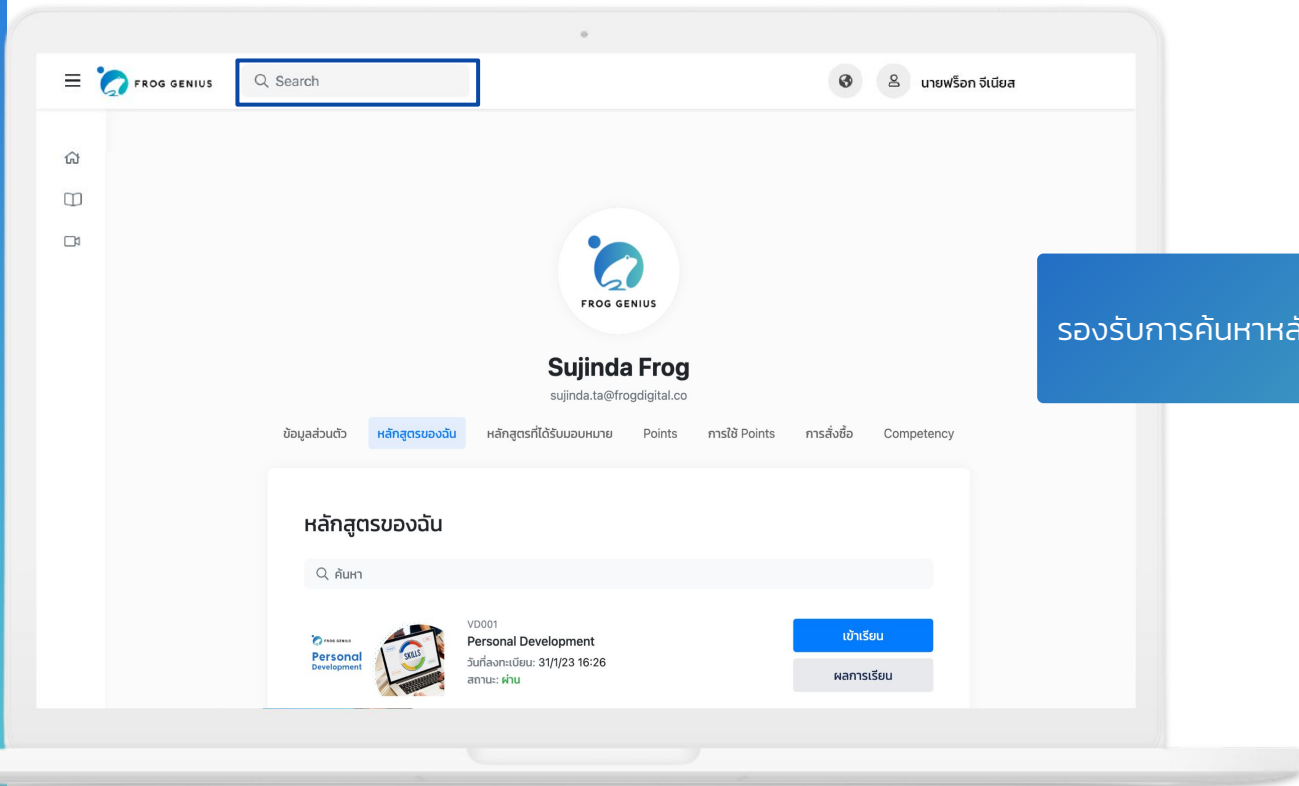 FROG GENIUS
Search
นายฟร็อก จีเนียส
FROG GENIUS
รองรับการค้นหาหลั
Sujinda Frog
sujinda.ta@frogdigital.co
ข้อมูลส่วนตัว หลักสูตรของฉัน หลักสูตรที่ได้รับมอบหมาย Points การใช้ Points การสั่งซื้อ Competency
หลักสูตรของฉัน
ค้นหา
FROG GENIUS
Personal
Development
SKILLS
VD001
Personal Development
วันที่ลงทะเบียน: 31/1/23 16:26
สถานะ: ผ่าน
เข้าเรียน
ผลการเรียน